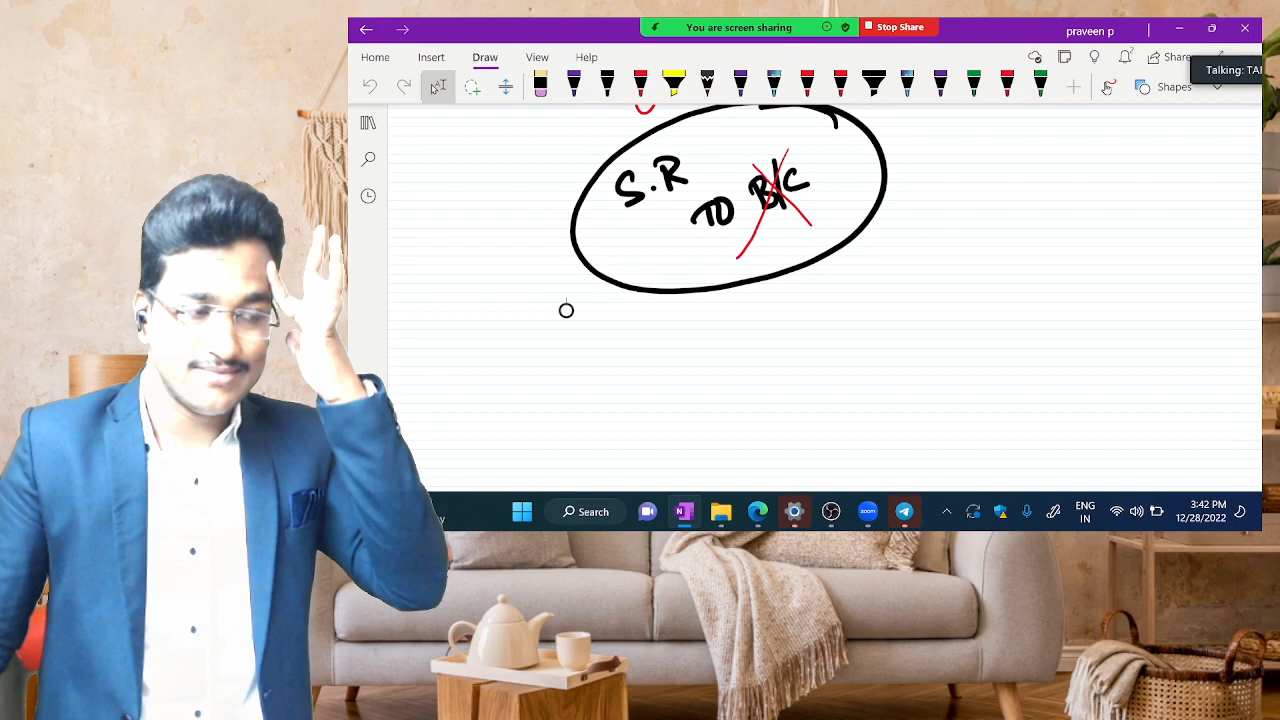 You are screen sharing
Stop Share
praveen p
Home Insert Draw View Help
Share
Talking: TA
Shapes
S.R
TO B/C
Search
ENG
IN
3:42 PM
12/28/2022